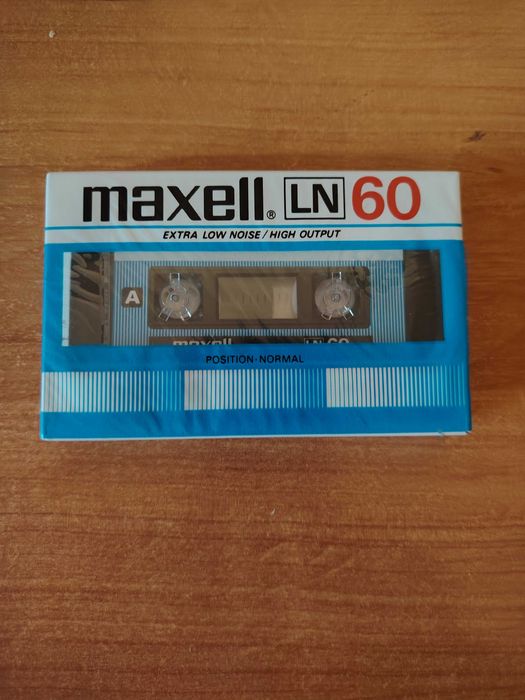 maxell® LN 60
EXTRA LOW NOISE / HIGH OUTPUT
A
maxell LN 60
POSITION·NORMAL